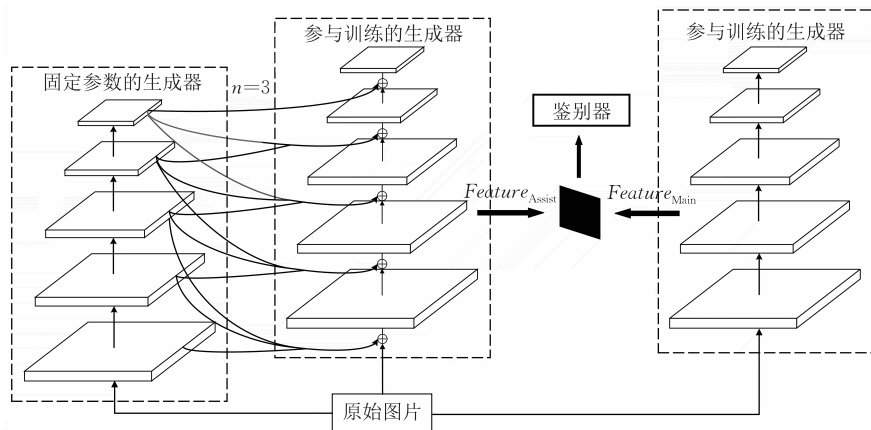 参与训练的生成器
参与训练的生成器
固定参数的生成器
n=3
鉴别器
Feature_Assist
Feature_Main
原始图片